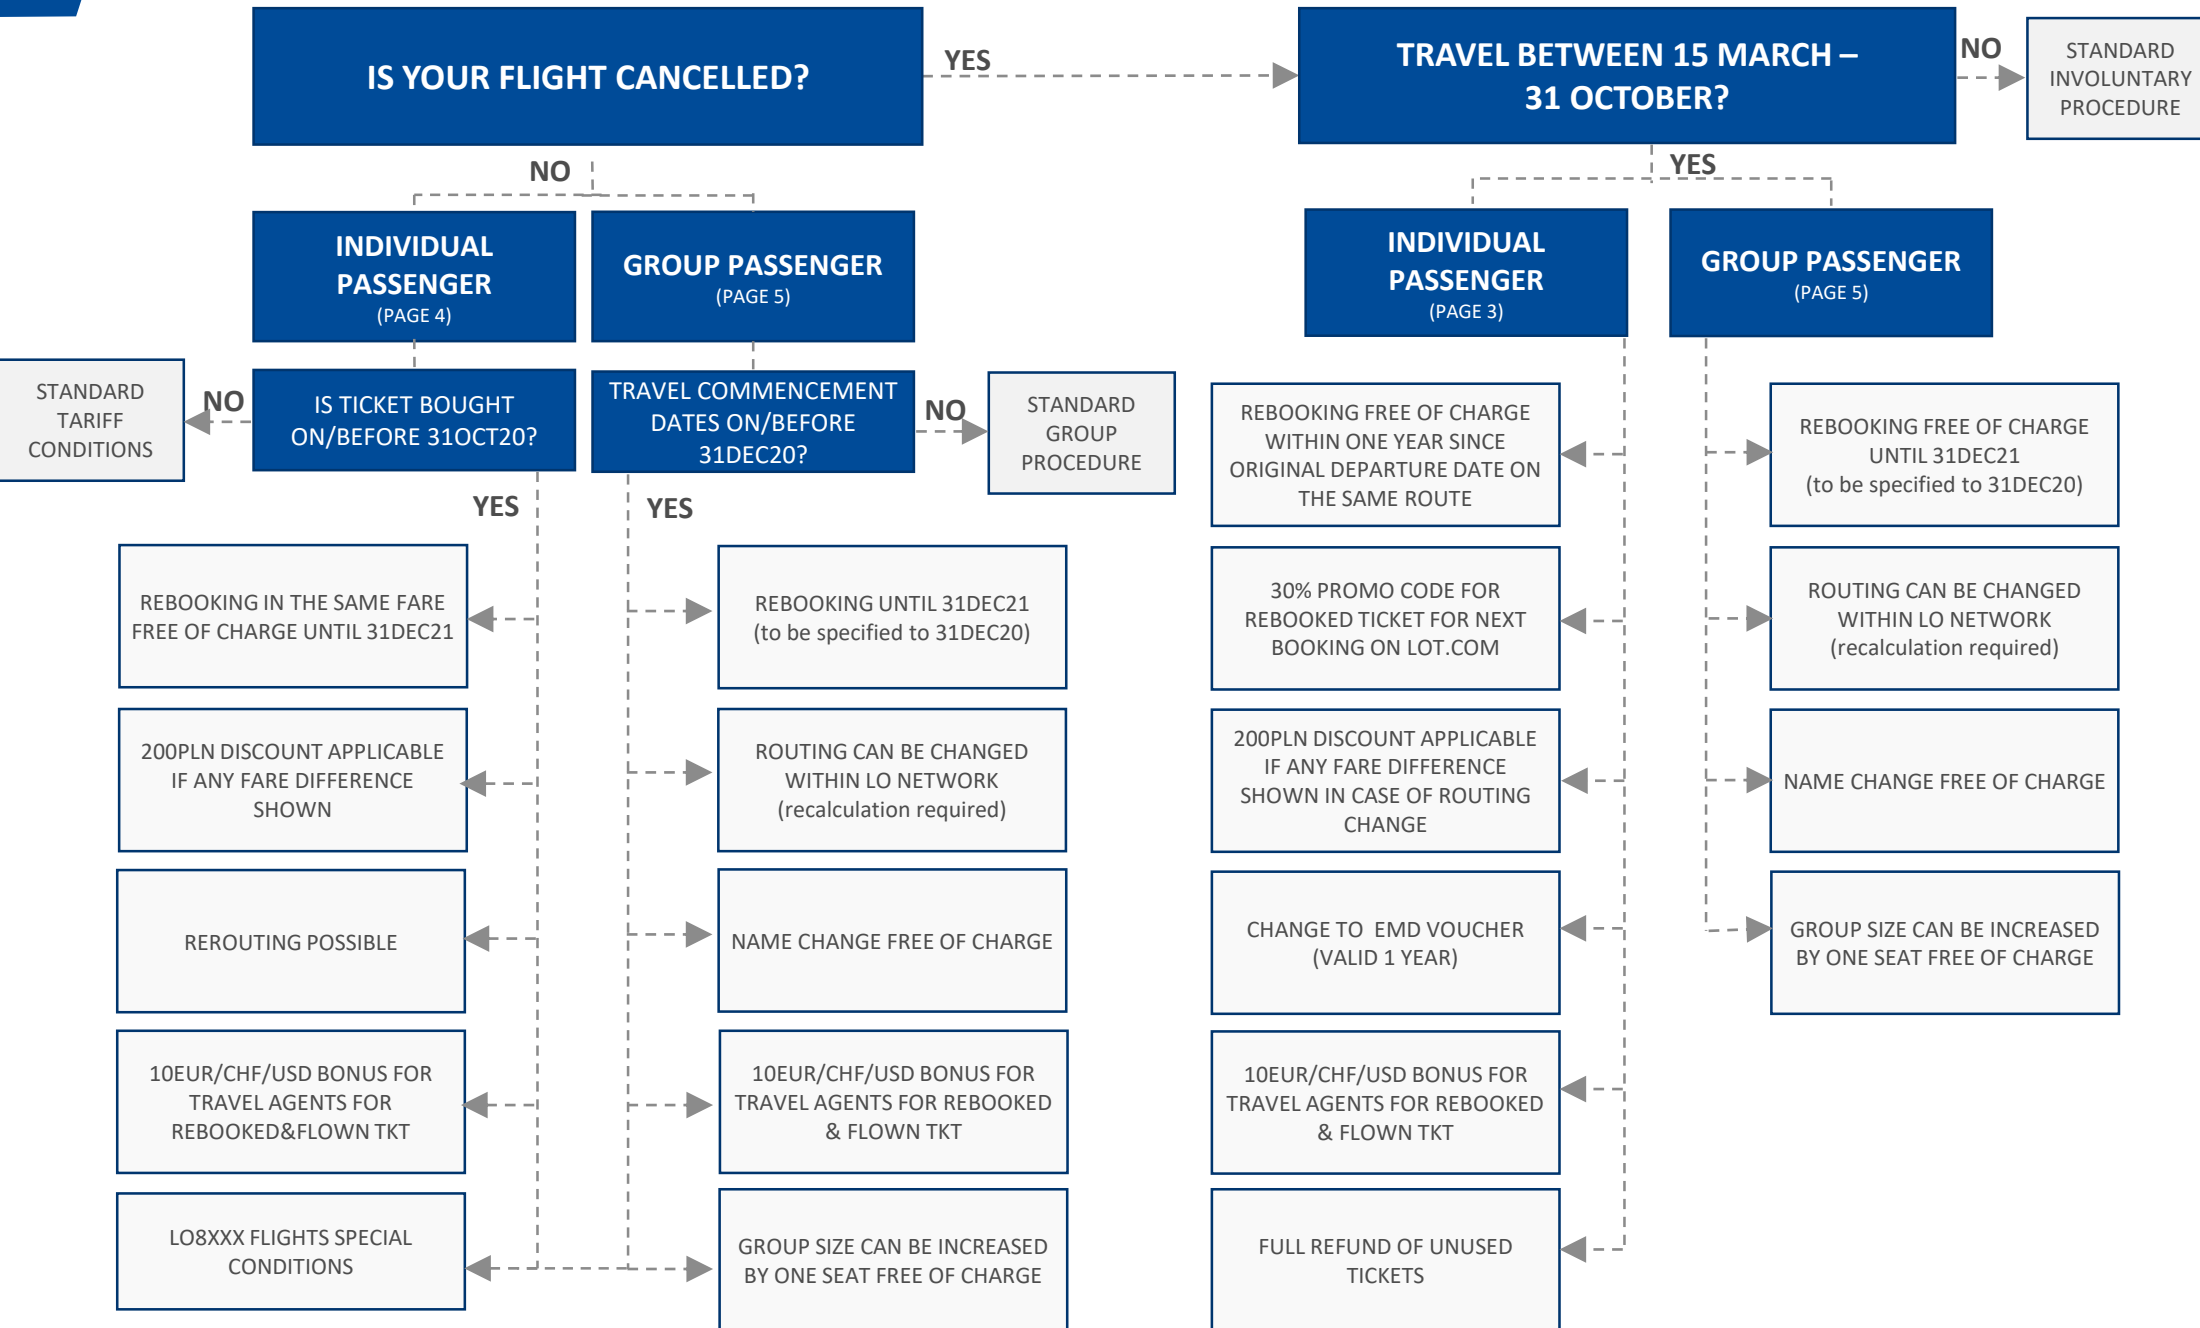 IS YOUR FLIGHT CANCELLED?
YES
TRAVEL BETWEEN 15 MARCH –
31 OCTOBER?
NO
STANDARD
INVOLUNTARY
PROCEDURE
NO
YES
INDIVIDUAL
PASSENGER
(PAGE 4)
GROUP PASSENGER
(PAGE 5)
INDIVIDUAL
PASSENGER
(PAGE 3)
GROUP PASSENGER
(PAGE 5)
STANDARD
TARIFF
CONDITIONS
NO
IS TICKET BOUGHT
ON/BEFORE 31OCT20?
TRAVEL COMMENCEMENT
DATES ON/BEFORE
31DEC20?
NO
STANDARD
GROUP
PROCEDURE
YES
YES
REBOOKING IN THE SAME FARE
FREE OF CHARGE UNTIL 31DEC21
200PLN DISCOUNT APPLICABLE
IF ANY FARE DIFFERENCE
SHOWN
REROUTING POSSIBLE
10EUR/CHF/USD BONUS FOR
TRAVEL AGENTS FOR
REBOOKED&FLOWN TKT
LO8XXX FLIGHTS SPECIAL
CONDITIONS
REBOOKING UNTIL 31DEC21
(to be specified to 31DEC20)
ROUTING CAN BE CHANGED
WITHIN LO NETWORK
(recalculation required)
NAME CHANGE FREE OF CHARGE
10EUR/CHF/USD BONUS FOR
TRAVEL AGENTS FOR REBOOKED
& FLOWN TKT
GROUP SIZE CAN BE INCREASED
BY ONE SEAT FREE OF CHARGE
REBOOKING FREE OF CHARGE
WITHIN ONE YEAR SINCE
ORIGINAL DEPARTURE DATE ON
THE SAME ROUTE
30% PROMO CODE FOR
REBOOKED TICKET FOR NEXT
BOOKING ON LOT.COM
200PLN DISCOUNT APPLICABLE
IF ANY FARE DIFFERENCE
SHOWN IN CASE OF ROUTING
CHANGE
CHANGE TO EMD VOUCHER
(VALID 1 YEAR)
10EUR/CHF/USD BONUS FOR
TRAVEL AGENTS FOR REBOOKED
& FLOWN TKT
FULL REFUND OF UNUSED
TICKETS
REBOOKING FREE OF CHARGE
UNTIL 31DEC21
(to be specified to 31DEC20)
ROUTING CAN BE CHANGED
WITHIN LO NETWORK
(recalculation required)
NAME CHANGE FREE OF CHARGE
GROUP SIZE CAN BE INCREASED
BY ONE SEAT FREE OF CHARGE